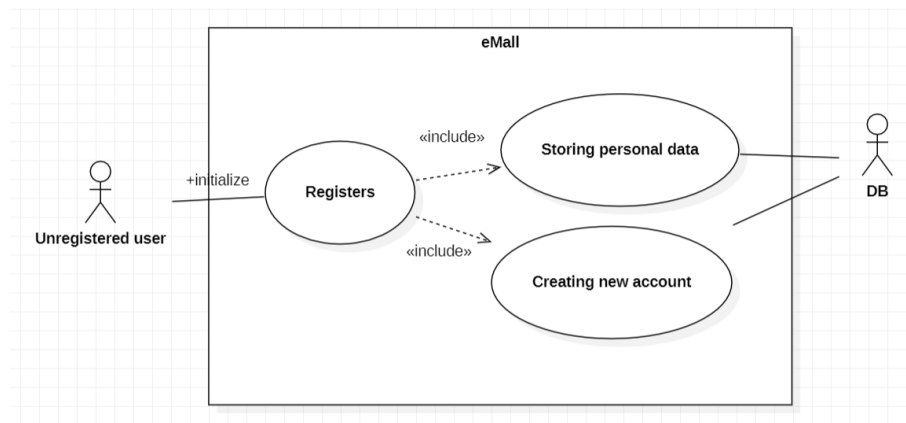 eMall
«include»
Storing personal data
+initialize
Registers
DB
Unregistered user
«include»
Creating new account